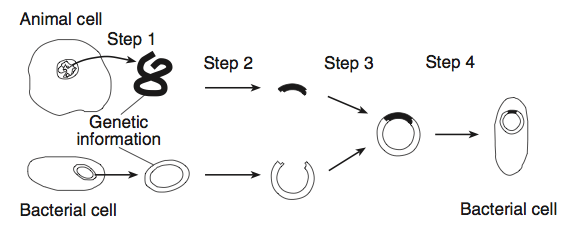 Animal cell
Step 1
Step 2
Step 3
Step 4
Genetic
information
Bacterial cell
Bacterial cell